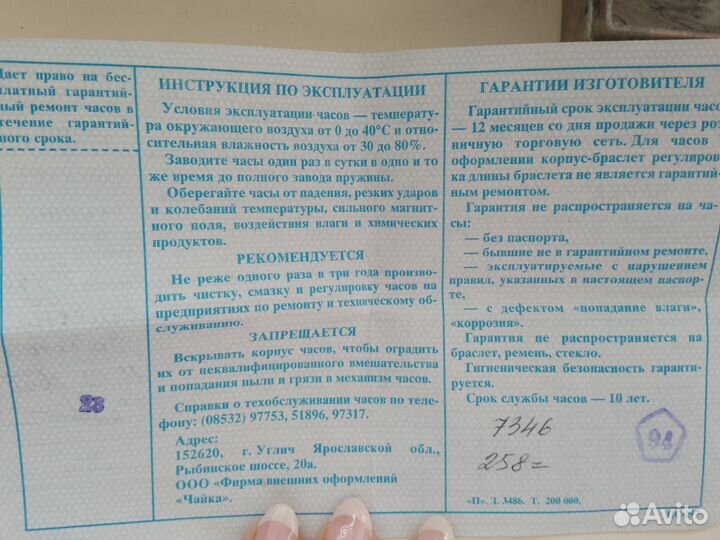 Дает право на бес-
платный гарантий-
ный ремонт часов в
течение гарантий-
ного срока.
23
ИНСТРУКЦИЯ ПО ЭКСПЛУАТАЦИИ
Условия эксплуатации часов — температу-
ра окружающего воздуха от 0 до 40°С и отно-
сительная влажность воздуха от 30 до 80%.
Заводите часы один раз в сутки в одно и то
же время до полного завода пружины.
Оберегайте часы от падения, резких ударов
и колебаний температуры, сильного магнит-
ного поля, воздействия влаги и химических
продуктов.
РЕКОМЕНДУЕТСЯ
Не реже одного раза в три года произво-
дить чистку, смазку и регулировку часов на
предприятиях по ремонту и техническому об-
служиванию.
ЗАПРЕЩАЕТСЯ
Вскрывать корпус часов, чтобы оградить
их от неквалифицированного вмешательства
и попадания пыли и грязи в механизм часов.
Справки о техобслуживании часов по теле-
фону: (08532) 97753, 51896, 97317.
Адрес:
152620, г. Углич Ярославской обл.,
Рыбинское шоссе, 20а.
ООО «Фирма внешних оформлений
«Чайка».
ГАРАНТИИ ИЗГОТОВИТЕЛЯ
Гарантийный срок эксплуатации часо
— 12 месяцев со дня продажи через роз
ничную торговую сеть. Для часов
оформлении корпус-браслет регулиров
ка длины браслета не является гарантий
ным ремонтом.
Гарантия не распространяется на ча-
сы:
— без паспорта,
— бывшие не в гарантийном ремонте,
— эксплуатируемые с нарушением
правил, указанных в настоящем паспор-
те,
— с дефектом «попадание влаги»,
«коррозия».
Гарантия не распространяется на
браслет, ремень, стекло.
Гигиеническая безопасность гаранти-
руется.
Срок службы часов — 10 лет.
7346
94
258=
«П». З. 3486. Т. 200 000.
Avito